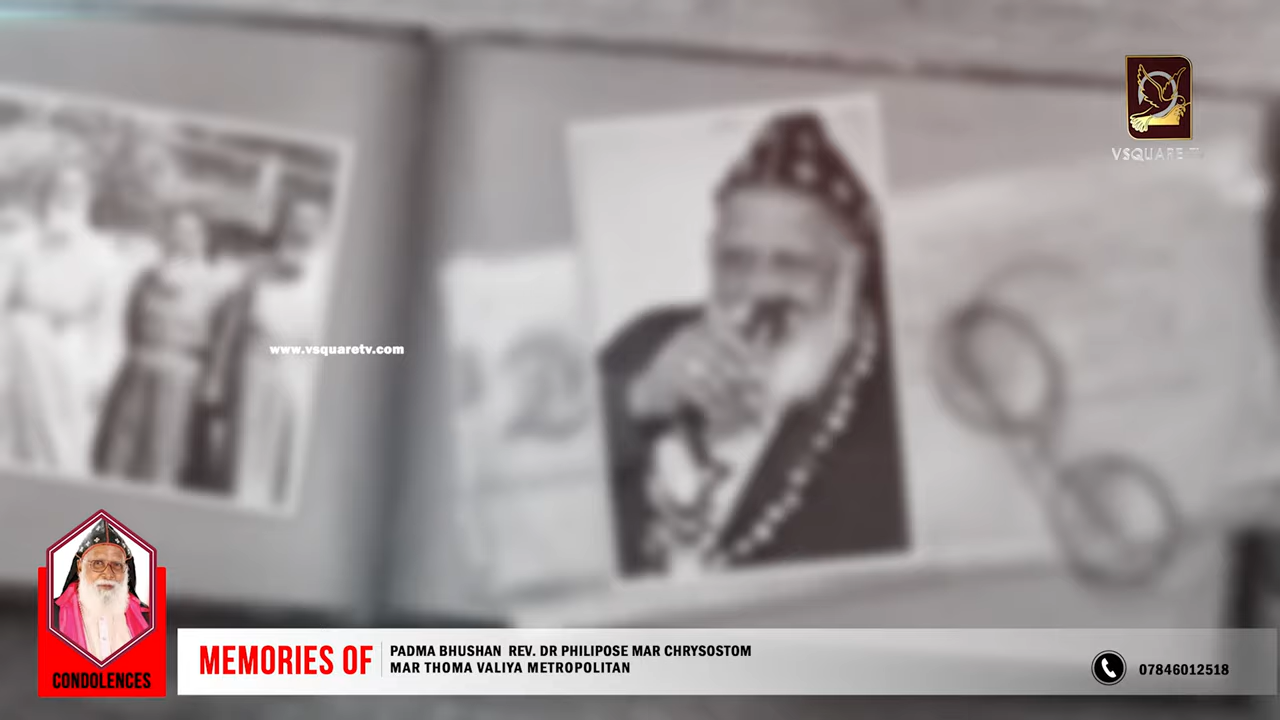 VSQUARE TV
www.vsquaretv.com
CONDOLENCES
MEMORIES OF
PADMA BHUSHAN REV. DR PHILIPOSE MAR CHRYSOSTOM
MAR THOMA VALIYA METROPOLITAN
07846012518